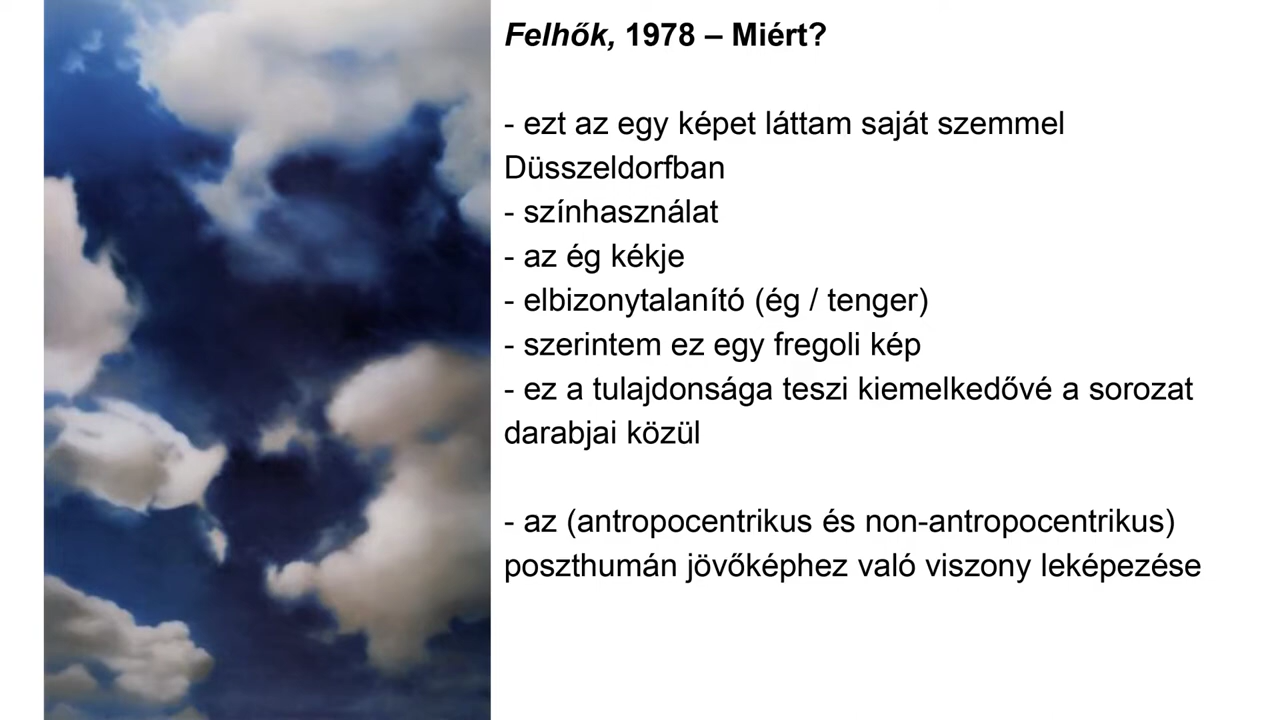 Felhők, 1978 – Miért?
- ezt az egy képet láttam saját szemmel
Düsszeldorfban
- színhasználat
- az ég kékje
- elbizonytalanító (ég / tenger)
- szerintem ez egy fregoli kép
- ez a tulajdonsága teszi kiemelkedővé a sorozat
darabjai közül
- az (antropocentrikus és non-antropocentrikus)
poszthumán jövőképhez való viszony leképezése